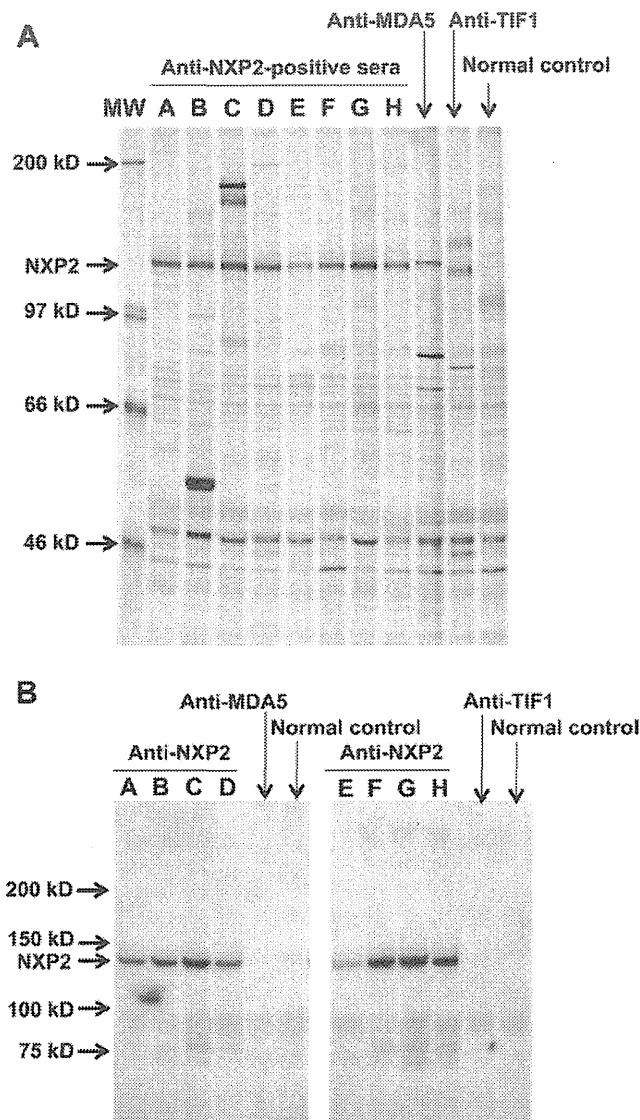 A
Anti-MDA5 Anti-TIF1
Anti-NXP2-positive sera Normal control
MW A B C D E F G H
200 kD
NXP2
97 kD
66 kD
46 kD
B
Anti-MDA5 Anti-TIF1
Normal control Normal control
Anti-NXP2 Anti-NXP2
A B C D E F G H
200 kD
150 kD
NXP2
100 kD
75 kD